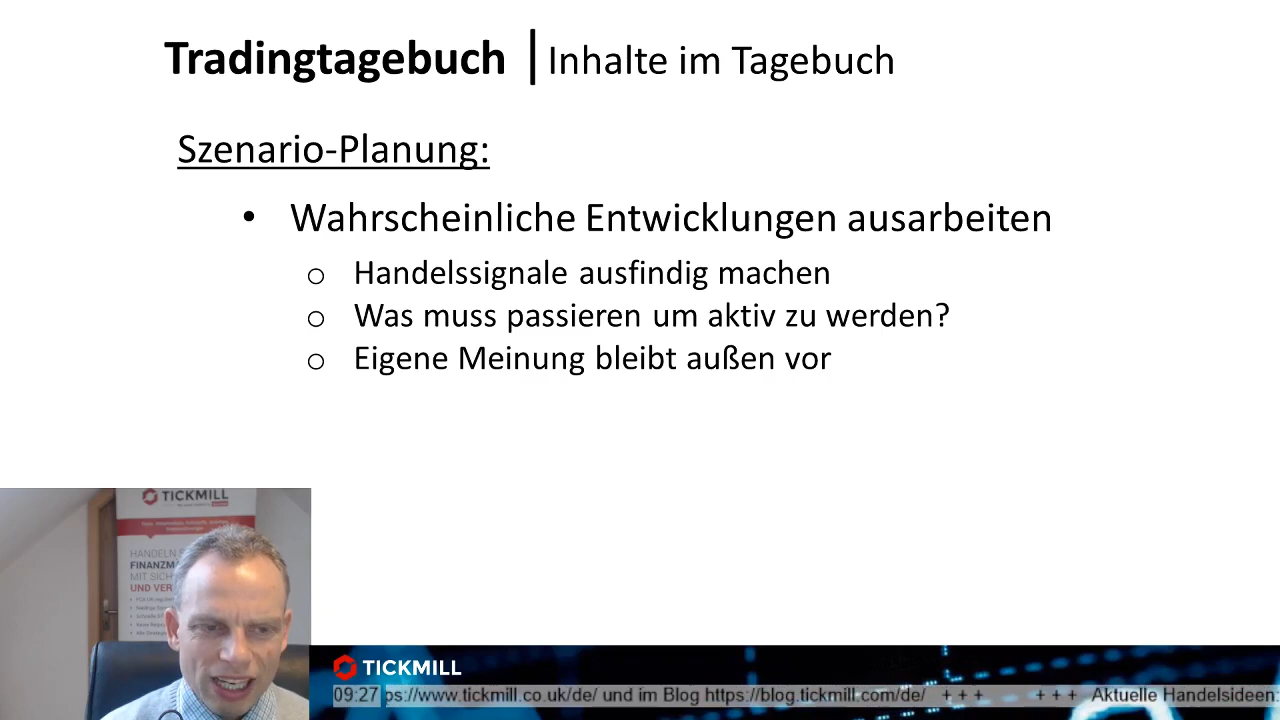 Tradingtagebuch | Inhalte im Tagebuch
Szenario-Planung:
• Wahrscheinliche Entwicklungen ausarbeiten
o Handelssignale ausfindig machen
o Was muss passieren um aktiv zu werden?
o Eigene Meinung bleibt außen vor
TICKMILL
HANDELN
FINANZM
MIT SICH
UND VER
TICKMILL
09:27 ps://www.tickmill.co.uk/de/ und im Blog https://blog.tickmill.com/de/ +++ +++ Aktuelle Handelsideen: